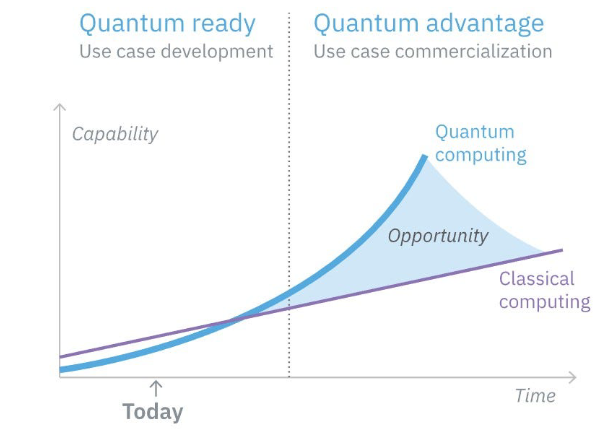 Quantum ready
Use case development
Quantum advantage
Use case commercialization
Capability
Quantum
computing
Opportunity
Classical
computing
Time
Today